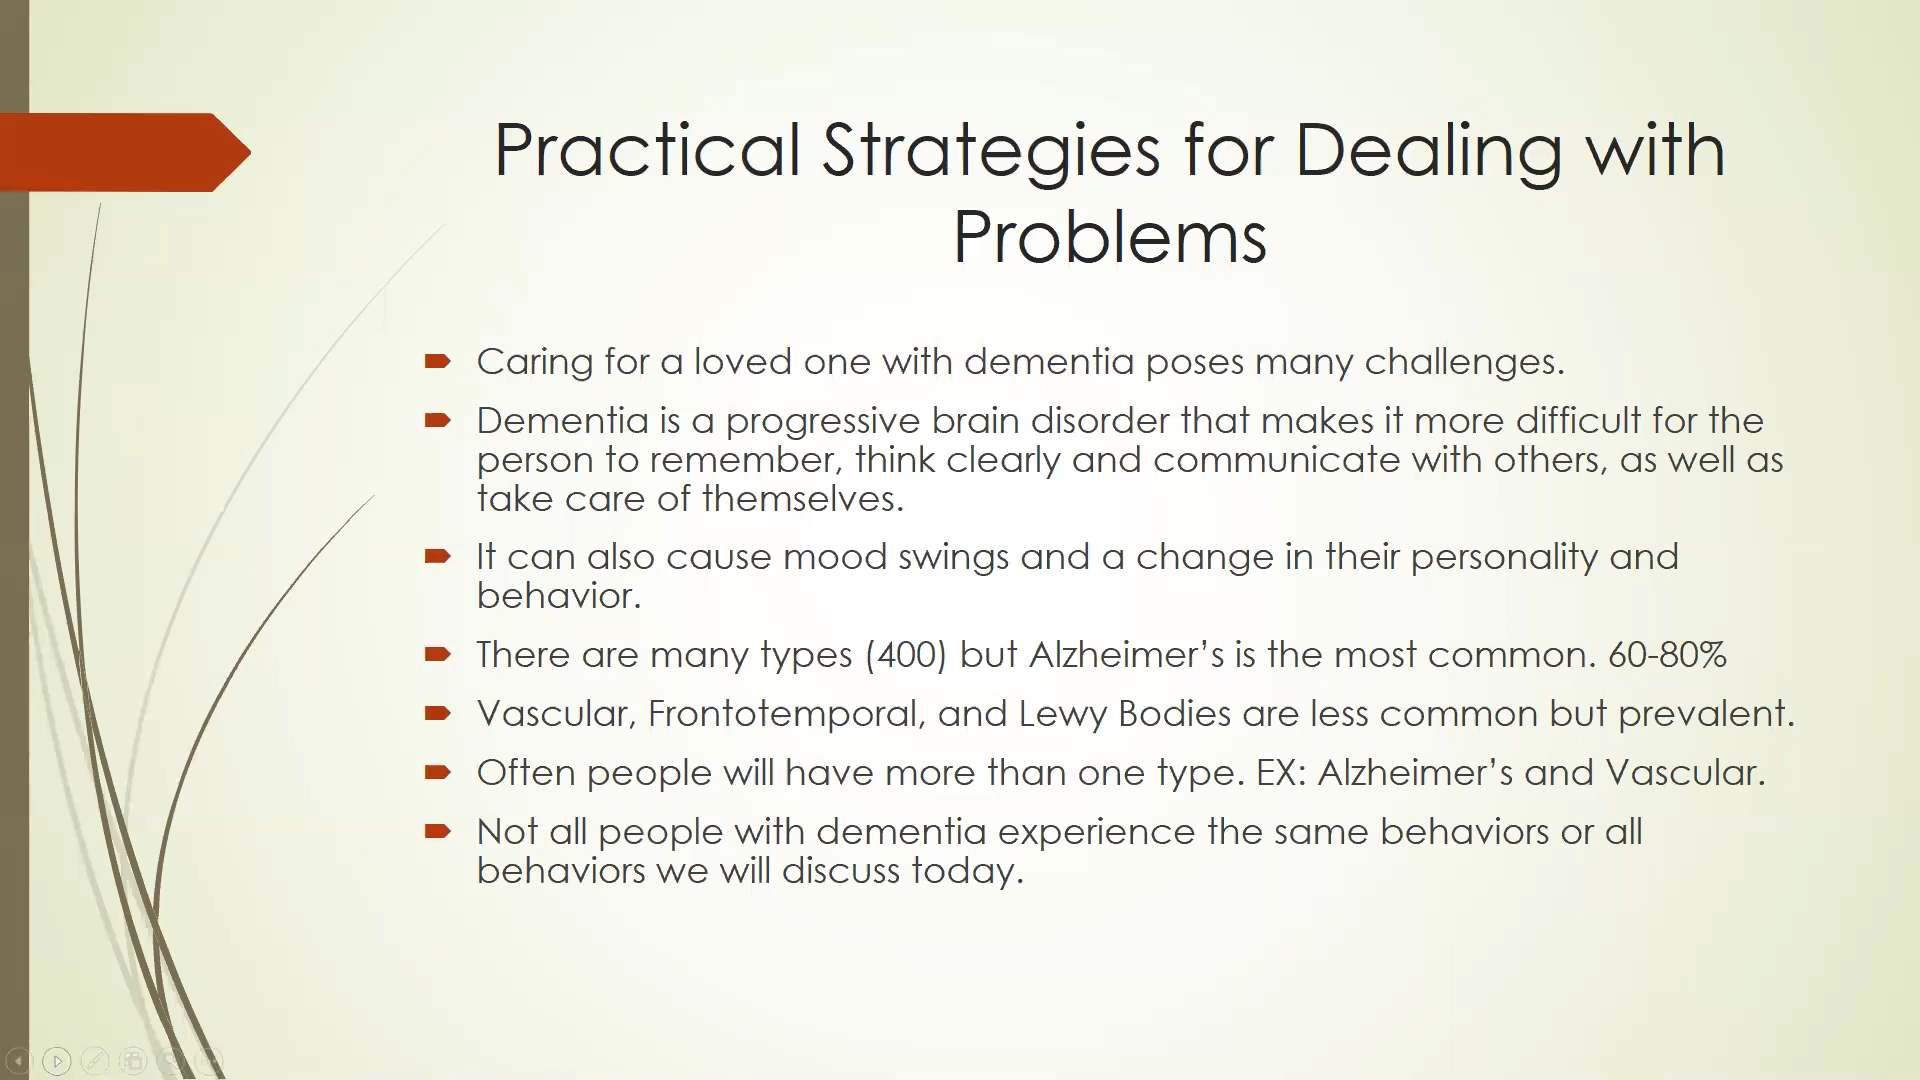 Practical Strategies for Dealing with
Problems
Caring for a loved one with dementia poses many challenges.
Dementia is a progressive brain disorder that makes it more difficult for the
person to remember, think clearly and communicate with others, as well as
take care of themselves.
It can also cause mood swings and a change in their personality and
behavior.
There are many types (400) but Alzheimer’s is the most common. 60-80%
Vascular, Frontotemporal, and Lewy Bodies are less common but prevalent.
Often people will have more than one type. EX: Alzheimer’s and Vascular.
Not all people with dementia experience the same behaviors or all
behaviors we will discuss today.